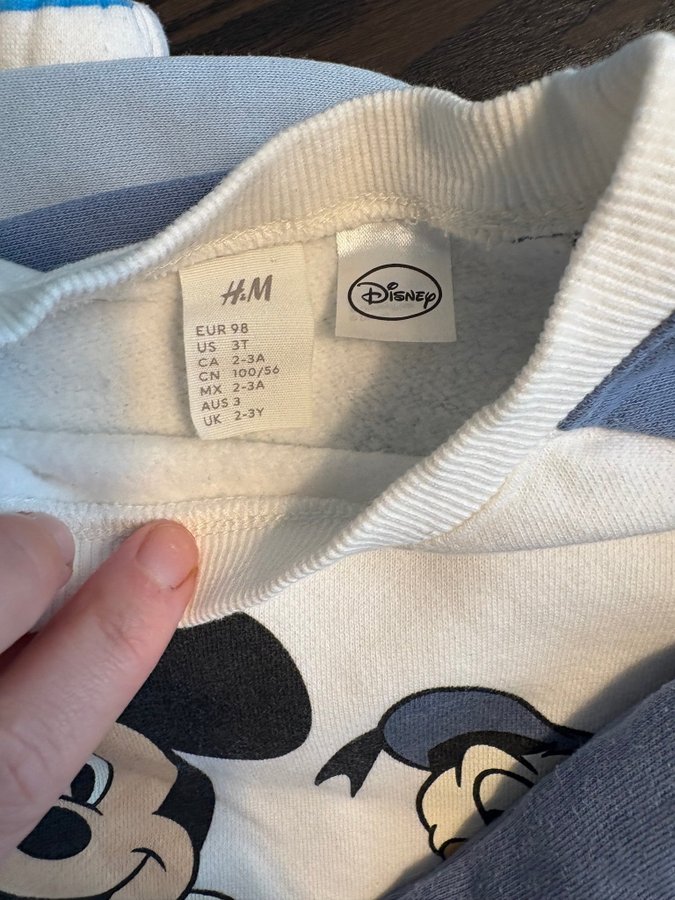 H&M
EUR 98
US 3T
CA 2-3A
CN 100/56
MX 2-3A
AUS 3
UK 2-3Y
Disney